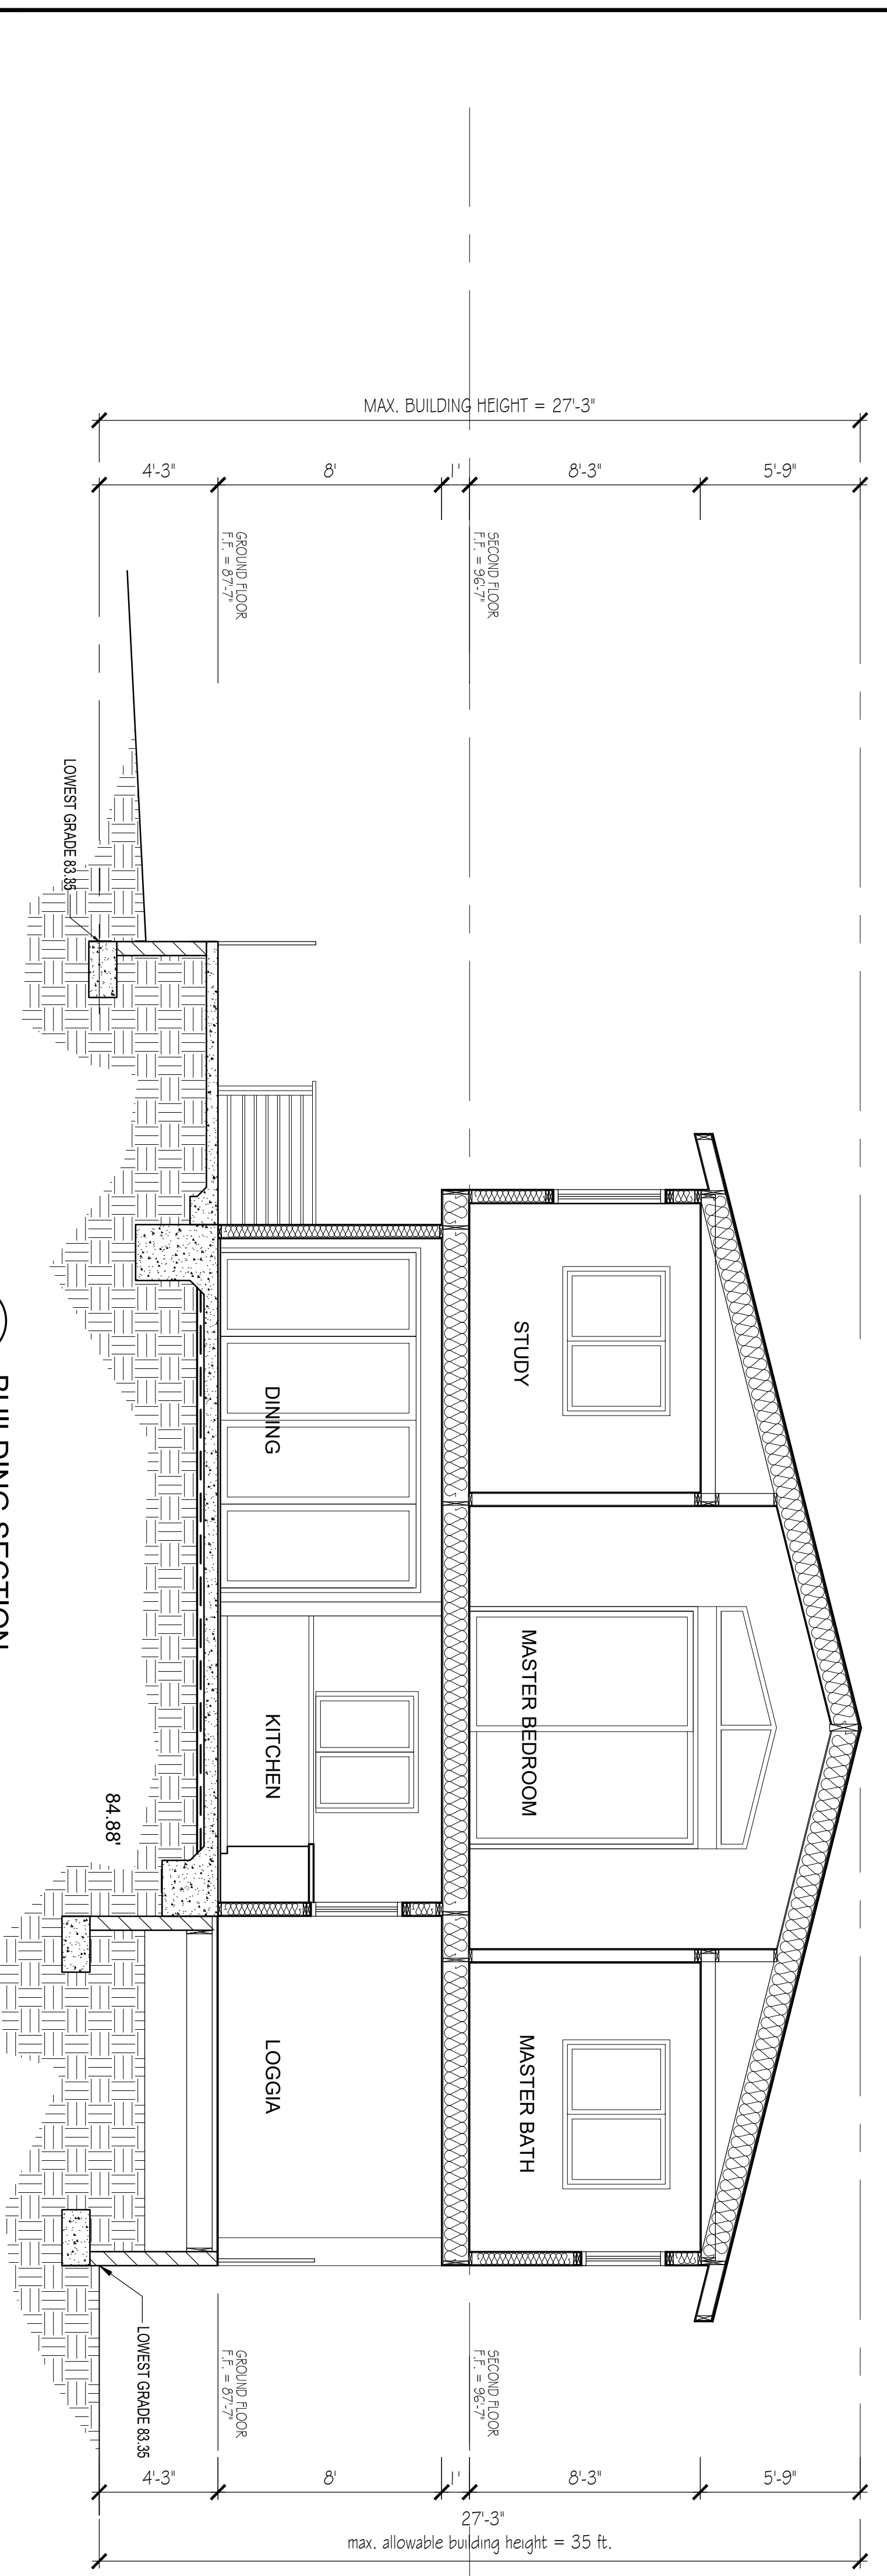 MAX. BUILDING HEIGHT = 27'-3"
4'-3"
8'
1'
8'-3"
5'-9"
GROUND FLOOR
F.F. = 87'-7"
SECOND FLOOR
F.F. = 96'-7"
LOWEST GRADE 83.35
STUDY
DINING
MASTER BEDROOM
KITCHEN
84.88'
MASTER BATH
LOGGIA
BUILDING SECTION
LOWEST GRADE 83.35
GROUND FLOOR
F.F. = 87'-7"
SECOND FLOOR
F.F. = 96'-7"
4'-3"
8'
1'
8'-3"
5'-9"
27'-3"
max. allowable building height = 35 ft.